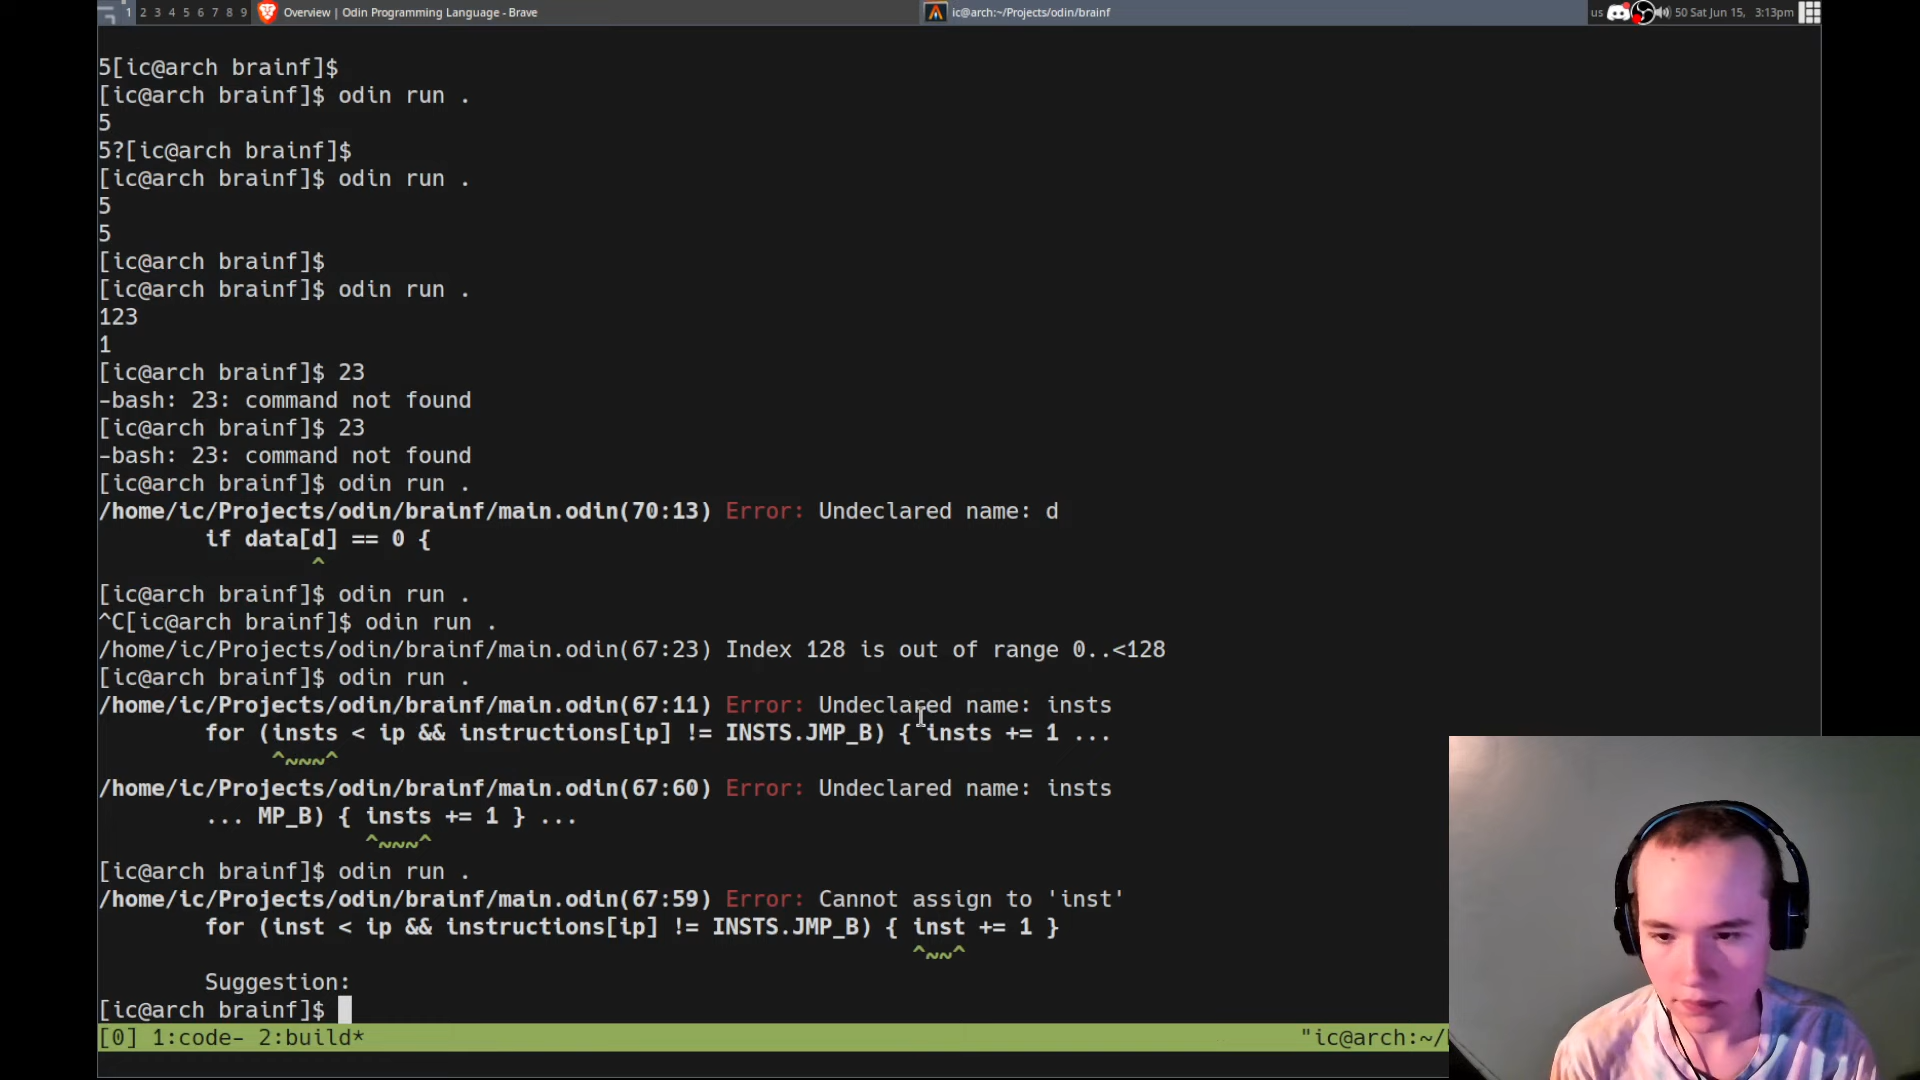 1 2 3 4 5 6 7 8 9 Overview | Odin Programming Language - Brave ic@arch:~/Projects/odin/brainf us 50 Sat Jun 15, 3:13pm
5[ic@arch brainf]$
[ic@arch brainf]$ odin run .
5
5?[ic@arch brainf]$
[ic@arch brainf]$ odin run .
5
5
[ic@arch brainf]$
[ic@arch brainf]$ odin run .
123
1
[ic@arch brainf]$ 23
-bash: 23: command not found
[ic@arch brainf]$ 23
-bash: 23: command not found
[ic@arch brainf]$ odin run .
/home/ic/Projects/odin/brainf/main.odin(70:13) Error: Undeclared name: d
if data[d] == 0 {
^
[ic@arch brainf]$ odin run .
^C[ic@arch brainf]$ odin run .
/home/ic/Projects/odin/brainf/main.odin(67:23) Index 128 is out of range 0..<128
[ic@arch brainf]$ odin run .
/home/ic/Projects/odin/brainf/main.odin(67:11) Error: Undeclared name: insts
for (insts < ip && instructions[ip] != INSTS.JMP_B) { insts += 1 ...
^~~~^
/home/ic/Projects/odin/brainf/main.odin(67:60) Error: Undeclared name: insts
... MP_B) { insts += 1 } ...
^~~~^
[ic@arch brainf]$ odin run .
/home/ic/Projects/odin/brainf/main.odin(67:59) Error: Cannot assign to 'inst'
for (inst < ip && instructions[ip] != INSTS.JMP_B) { inst += 1 }
^~~^
Suggestion:
[ic@arch brainf]$
[0] 1:code- 2:build* "ic@arch:~/